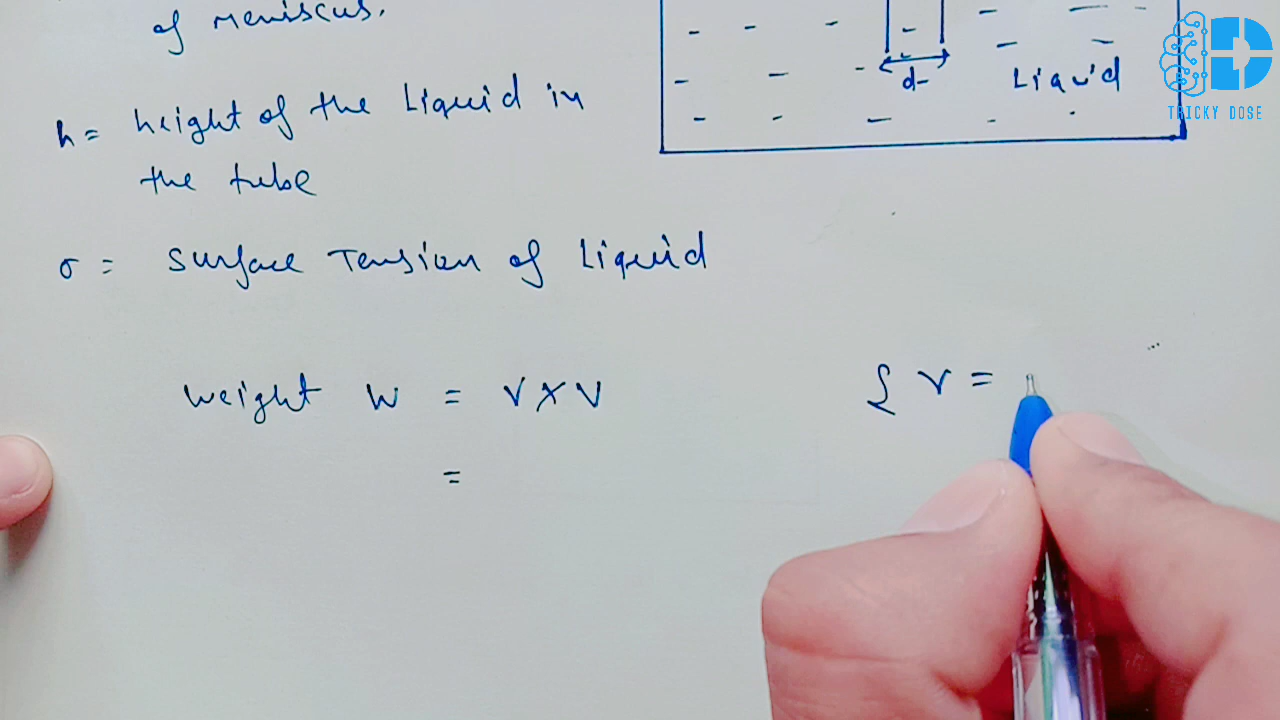 of meniscus.
h = height of the Liquid in
the tube
σ = surface Tension of Liquid
d
Liquid
TRICKY DOSE
weight W = γ × V
=
{ γ =